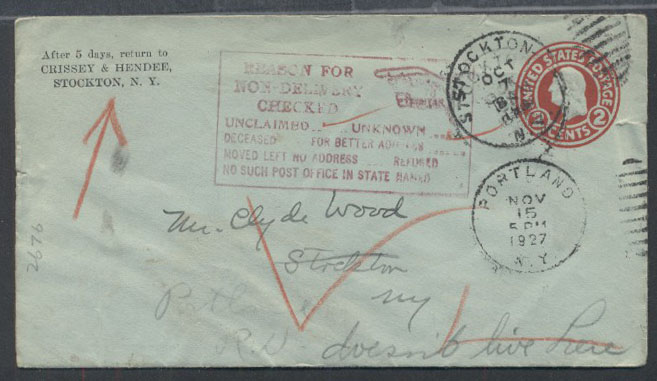 After 5 days, return to
CRISSEY & HENDEE,
STOCKTON, N. Y.
REASON FOR
NON-DELIVERY
CHECKED
UNCLAIMED UNKNOWN
DECEASED FOR BETTER ADDRESS
MOVED LEFT NO ADDRESS REFUSED
NO SUCH POST OFFICE IN STATE NAMED
STOCKTON
OCT
N
UNITED STATES POSTAGE
2 CENTS 2
PORTLAND
NOV
15
5 PM
1927
N.Y.
Mr. Clyde Wood
Stockton
NY
doesn't live here
2676